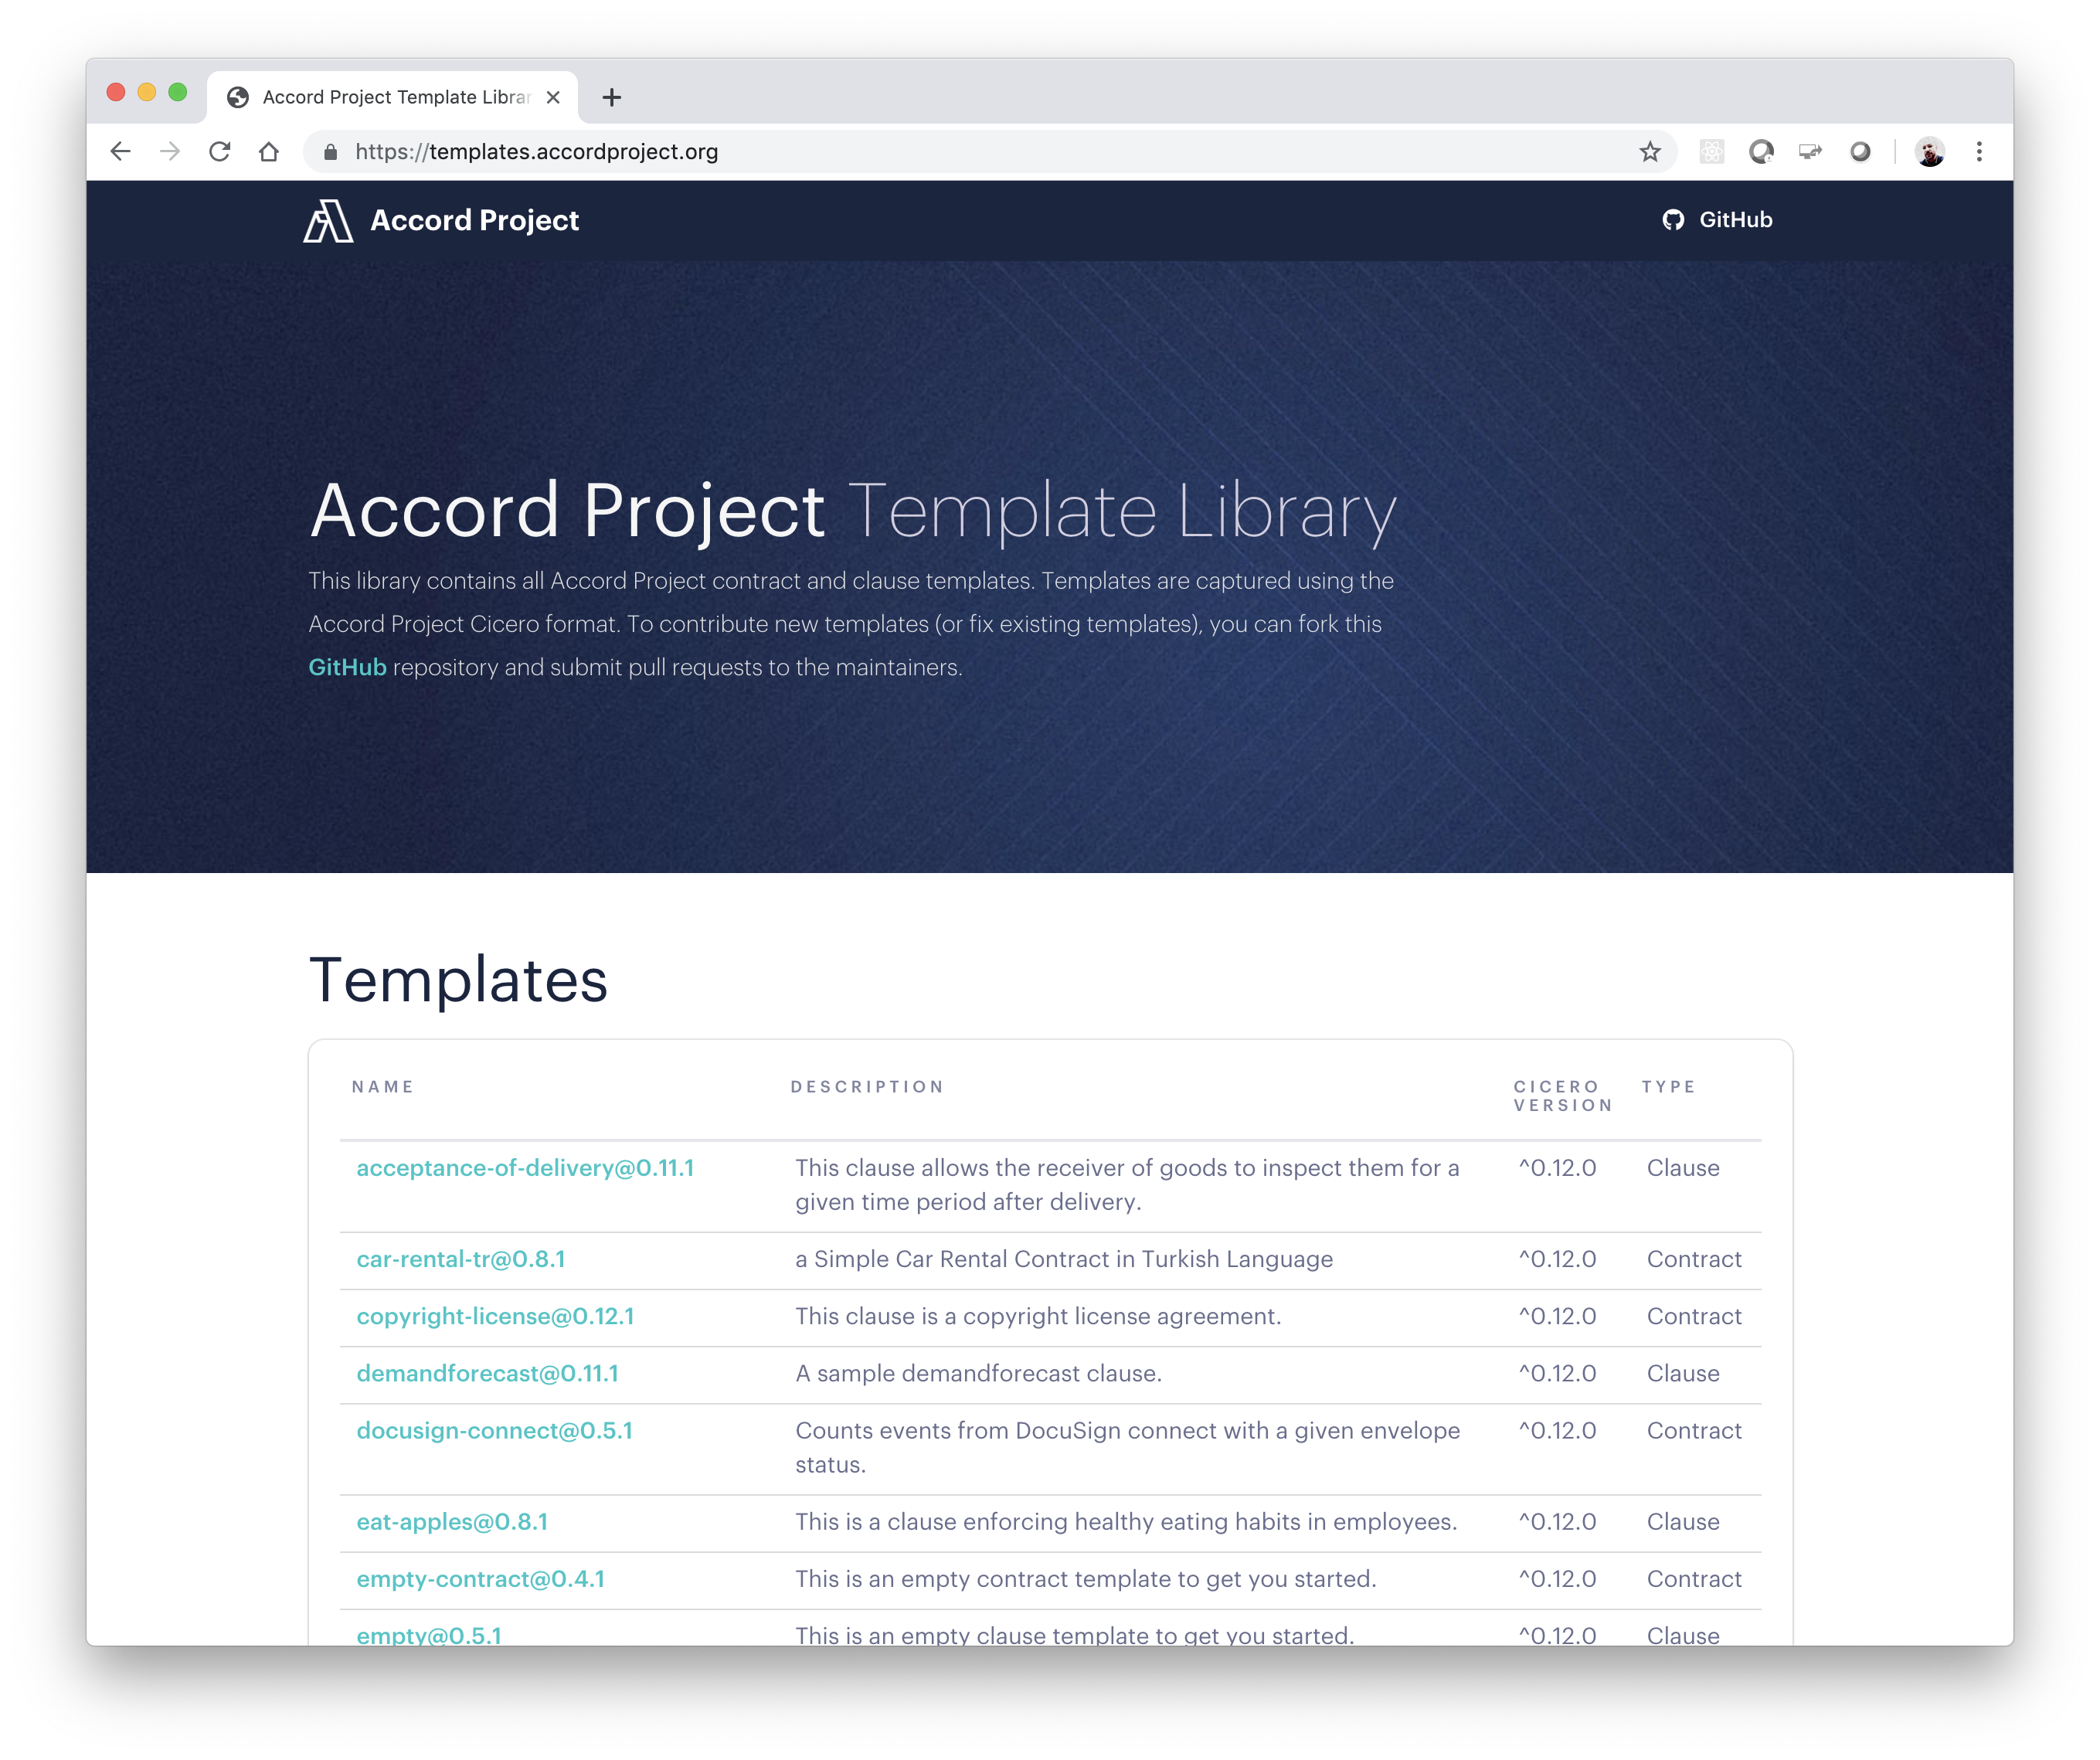 Accord Project Template Librar
https://templates.accordproject.org
Accord Project
GitHub
Accord Project Template Library
This library contains all Accord Project contract and clause templates. Templates are captured using the
Accord Project Cicero format. To contribute new templates (or fix existing templates), you can fork this
GitHub repository and submit pull requests to the maintainers.
Templates
NAME DESCRIPTION CICERO VERSION TYPE
acceptance-of-delivery@0.11.1 This clause allows the receiver of goods to inspect them for a ^0.12.0 Clause
given time period after delivery.
car-rental-tr@0.8.1 a Simple Car Rental Contract in Turkish Language ^0.12.0 Contract
copyright-license@0.12.1 This clause is a copyright license agreement. ^0.12.0 Contract
demandforecast@0.11.1 A sample demandforecast clause. ^0.12.0 Clause
docusign-connect@0.5.1 Counts events from DocuSign connect with a given envelope ^0.12.0 Contract
status.
eat-apples@0.8.1 This is a clause enforcing healthy eating habits in employees. ^0.12.0 Clause
empty-contract@0.4.1 This is an empty contract template to get you started. ^0.12.0 Contract
empty@0.5.1 This is an empty clause template to get you started. ^0.12.0 Clause